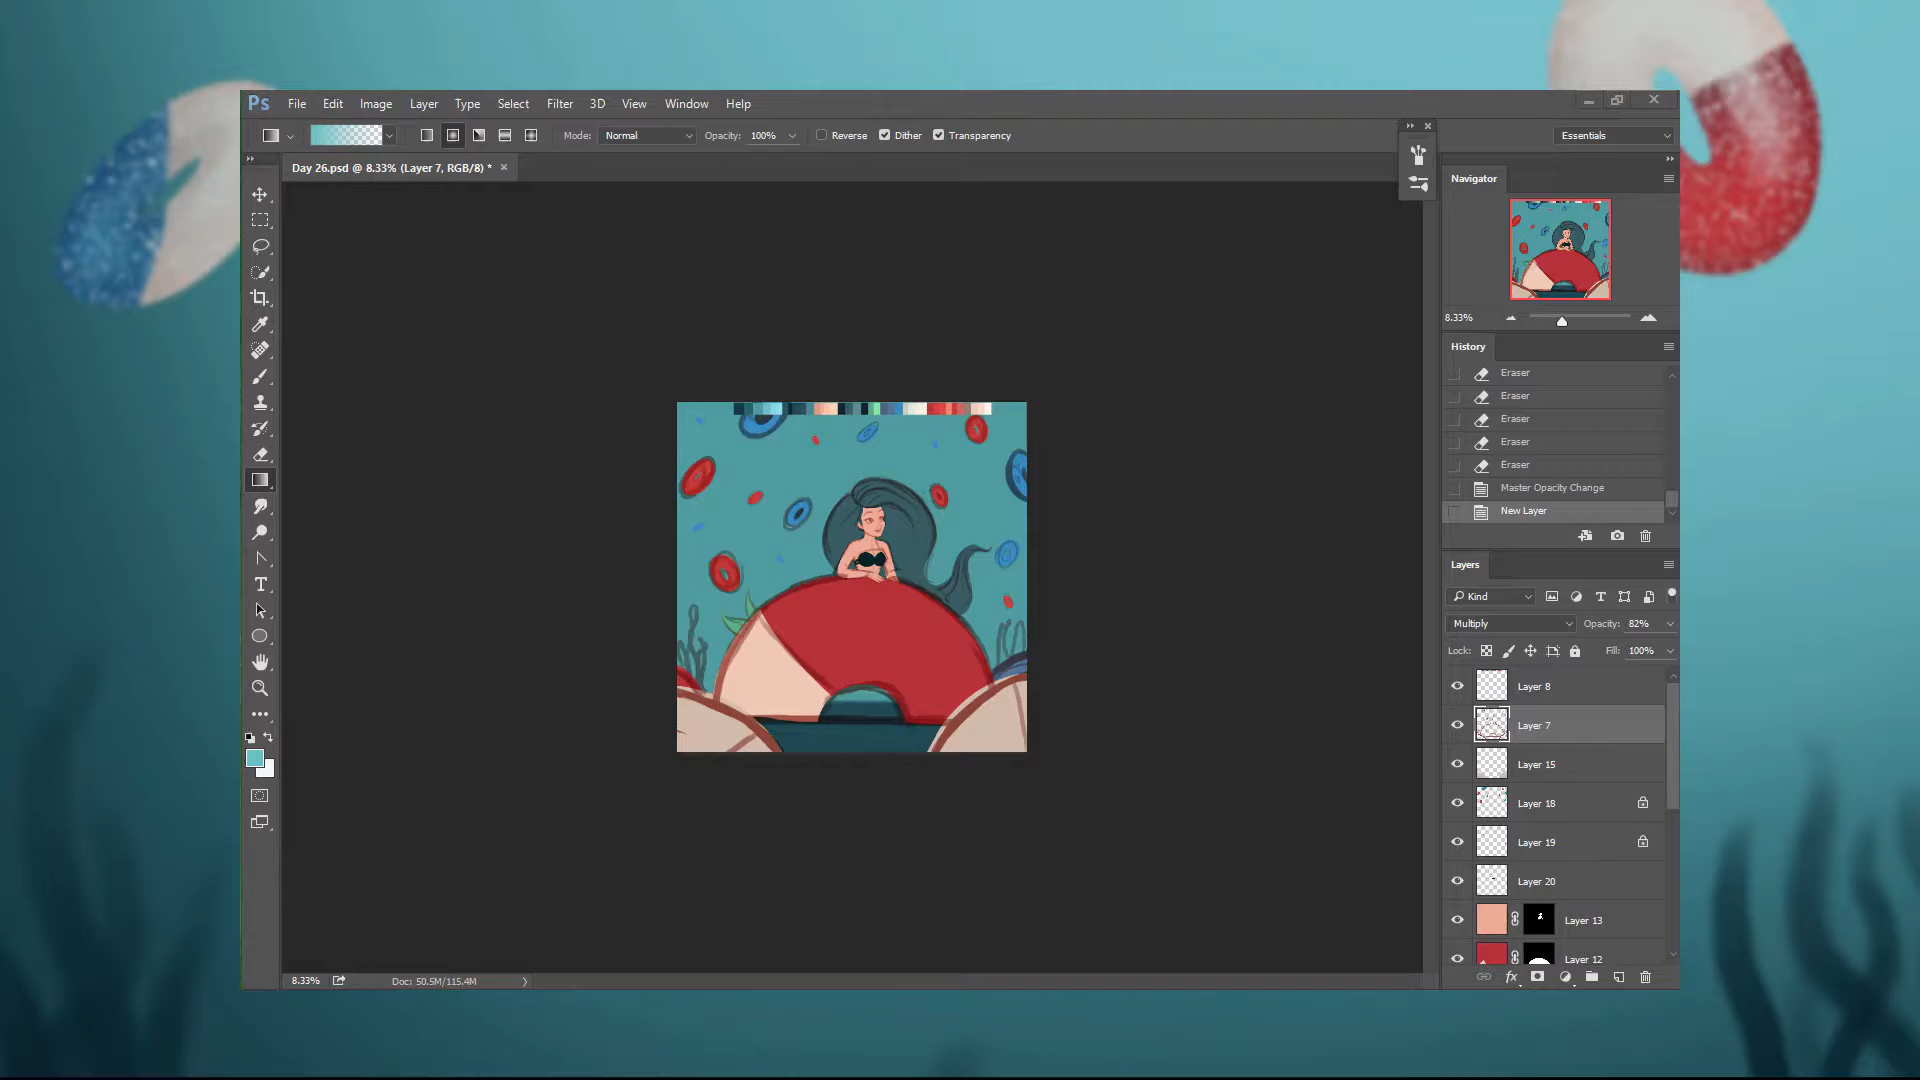 Ps File Edit Image Layer Type Select Filter 3D View Window Help
Mode: Normal Opacity: 100% Reverse Dither Transparency Essentials
Day 26.psd @ 8.33% (Layer 7, RGB/8) *
Navigator
8.33%
History
Eraser
Eraser
Eraser
Eraser
Eraser
Master Opacity Change
New Layer
Layers
Kind
Multiply Opacity: 82%
Lock: Fill: 100%
Layer 8
Layer 7
Layer 15
Layer 18
Layer 19
Layer 20
Layer 13
Layer 12
fx
8.33% Doc: 50.5M/115.4M